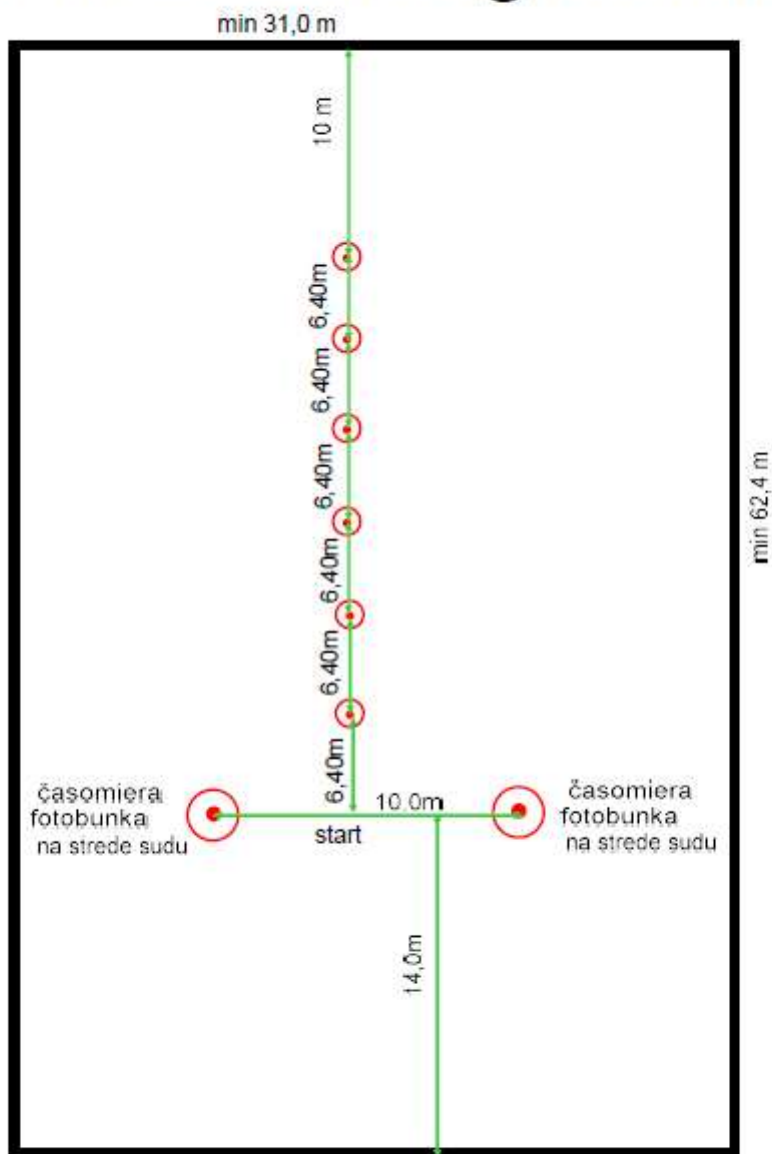 min 31,0 m
10 m
6,40m
6,40m
6,40m
6,40m
6,40m
min 62,4 m
6,40m
10.0m
časomiera
fotobunka
na strede sudu
start
časomiera
fotobunka
na strede sudu
14,0m